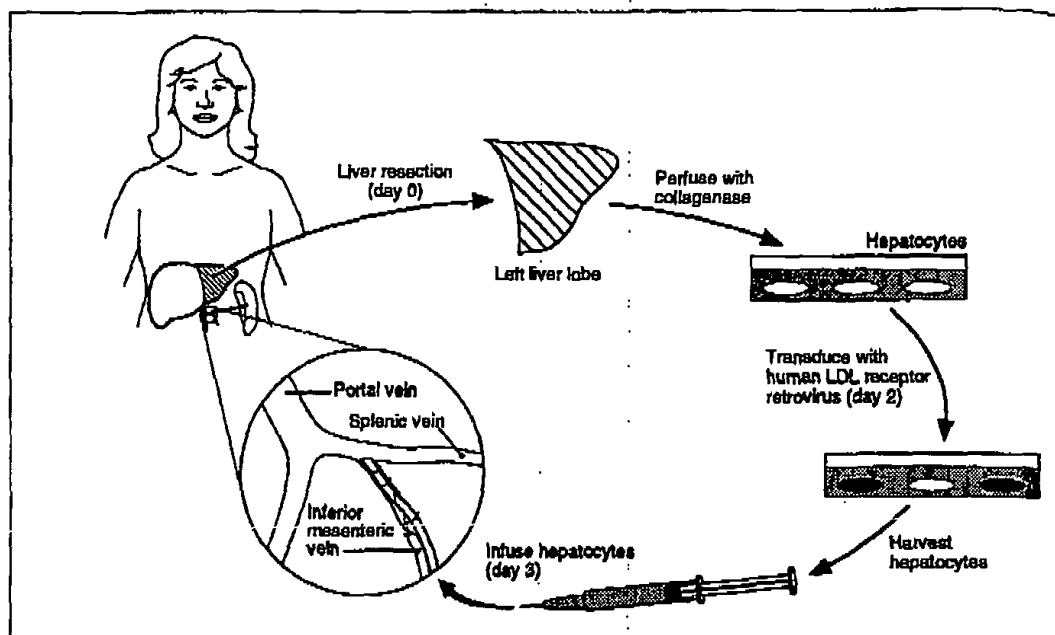 Liver resection
(day 0)
Left liver lobe
Perfuse with
collagenase
Hepatocytes
Transduce with
human LDL receptor
retrovirus (day 2)
Harvest
hepatocytes
Infuse hepatocytes
(day 3)
Portal vein
Splenic vein
Inferior
mesenteric
vein